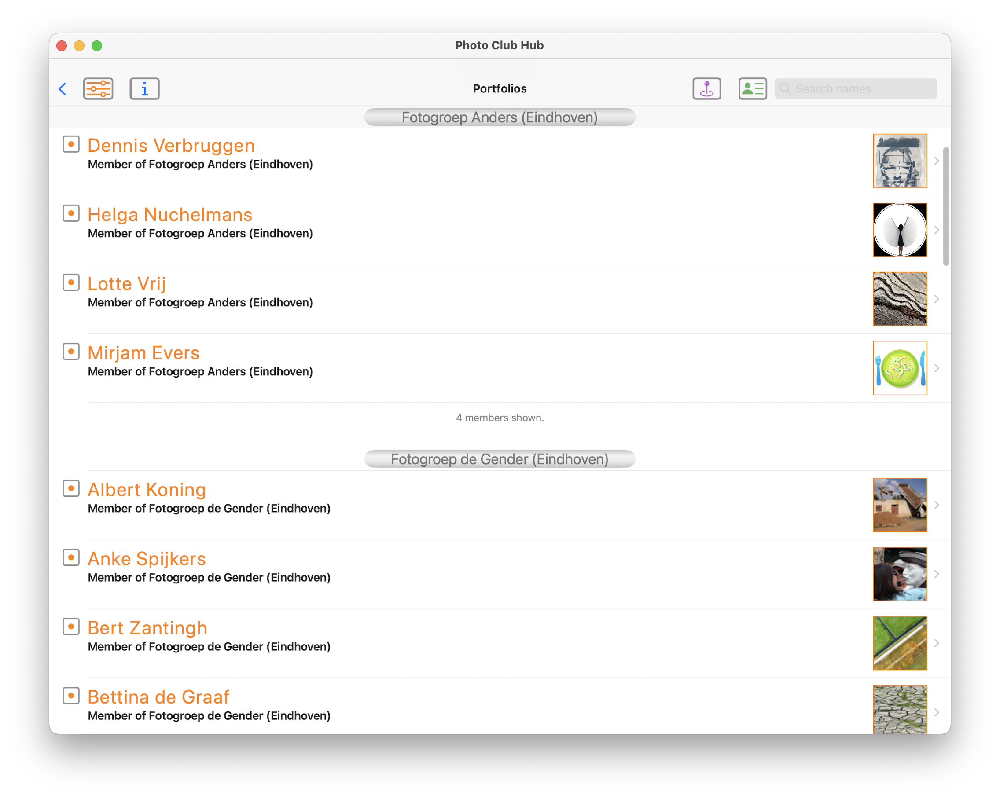 Photo Club Hub
Portfolios
Search names
Fotogroep Anders (Eindhoven)
Dennis Verbruggen
Member of Fotogroep Anders (Eindhoven)
Helga Nuchelmans
Member of Fotogroep Anders (Eindhoven)
Lotte Vrij
Member of Fotogroep Anders (Eindhoven)
Mirjam Evers
Member of Fotogroep Anders (Eindhoven)
4 members shown.
Fotogroep de Gender (Eindhoven)
Albert Koning
Member of Fotogroep de Gender (Eindhoven)
Anke Spijkers
Member of Fotogroep de Gender (Eindhoven)
Bert Zantingh
Member of Fotogroep de Gender (Eindhoven)
Bettina de Graaf
Member of Fotogroep de Gender (Eindhoven)